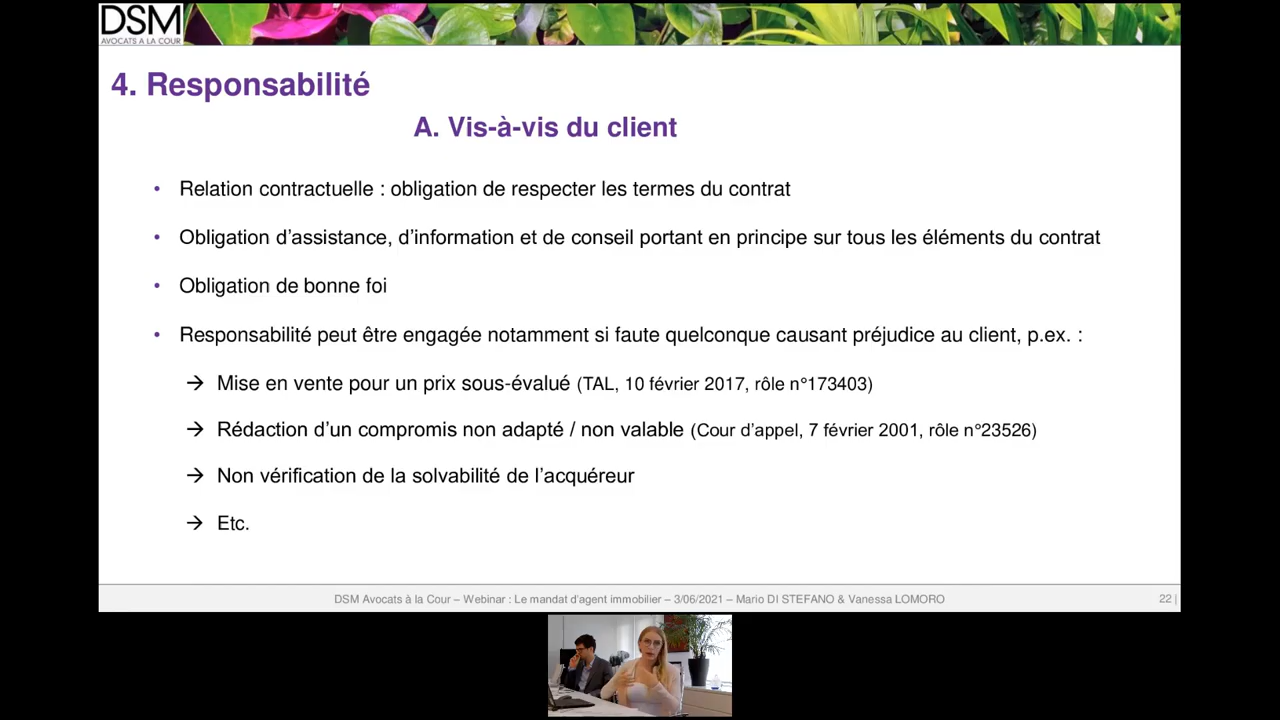 DSM
AVOCATS A LA COUR
4. Responsabilité
A. Vis-à-vis du client
• Relation contractuelle : obligation de respecter les termes du contrat
• Obligation d’assistance, d’information et de conseil portant en principe sur tous les éléments du contrat
• Obligation de bonne foi
• Responsabilité peut être engagée notamment si faute quelconque causant préjudice au client, p.ex. :
→ Mise en vente pour un prix sous-évalué (TAL, 10 février 2017, rôle n°173403)
→ Rédaction d’un compromis non adapté / non valable (Cour d’appel, 7 février 2001, rôle n°23526)
→ Non vérification de la solvabilité de l’acquéreur
→ Etc.
DSM Avocats à la Cour – Webinar : Le mandat d’agent immobilier – 3/06/2021 – Mario DI STEFANO & Vanessa LOMORO
22 |